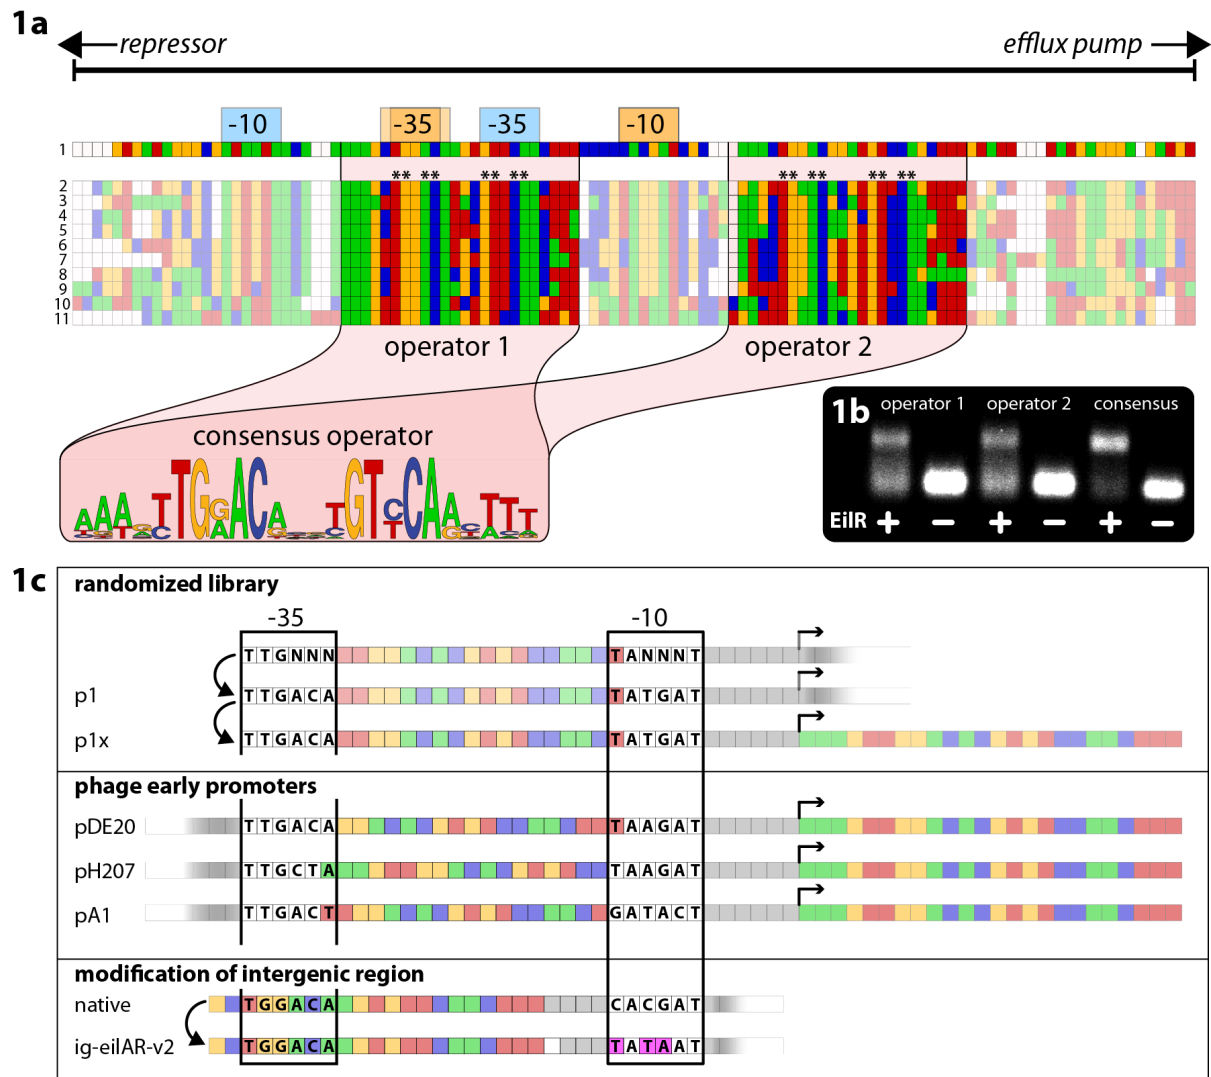 1a
repressor
efflux pump
-10
-35
-35
-10
1
** ** ** ** ** ** ** **
2
3
4
5
6
7
8
9
10
11
operator 1
operator 2
consensus operator
1b
operator 1
operator 2
consensus
EilR + − + − + −
1c
randomized library
-35
-10
TTGNNN TANNNT
p1 TTGACA TATGAT
p1x TTGACA TATGAT
phage early promoters
pDE20 TTGACA TAAGAT
pH207 TTGCTA TAAGAT
pA1 TTGACT GATACT
modification of intergenic region
native TGGACA CACGAT
ig-eilAR-v2 TGGACA TATAAT